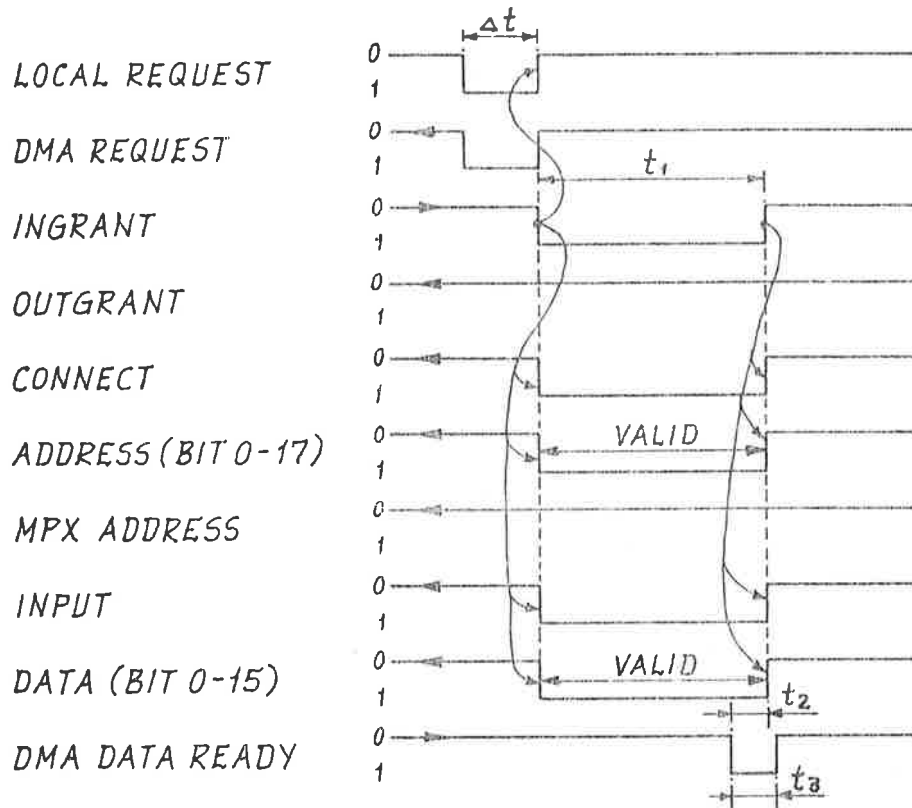 Δt
LOCAL REQUEST 0 1
DMA REQUEST 0 1
t₁
INGRANT 0 1
OUTGRANT 0 1
CONNECT 0 1
ADDRESS (BIT 0-17) 0 1 VALID
MPX ADDRESS 0 1
INPUT 0 1
DATA (BIT 0-15) 0 1 VALID
t₂
DMA DATA READY 0 1
t₃